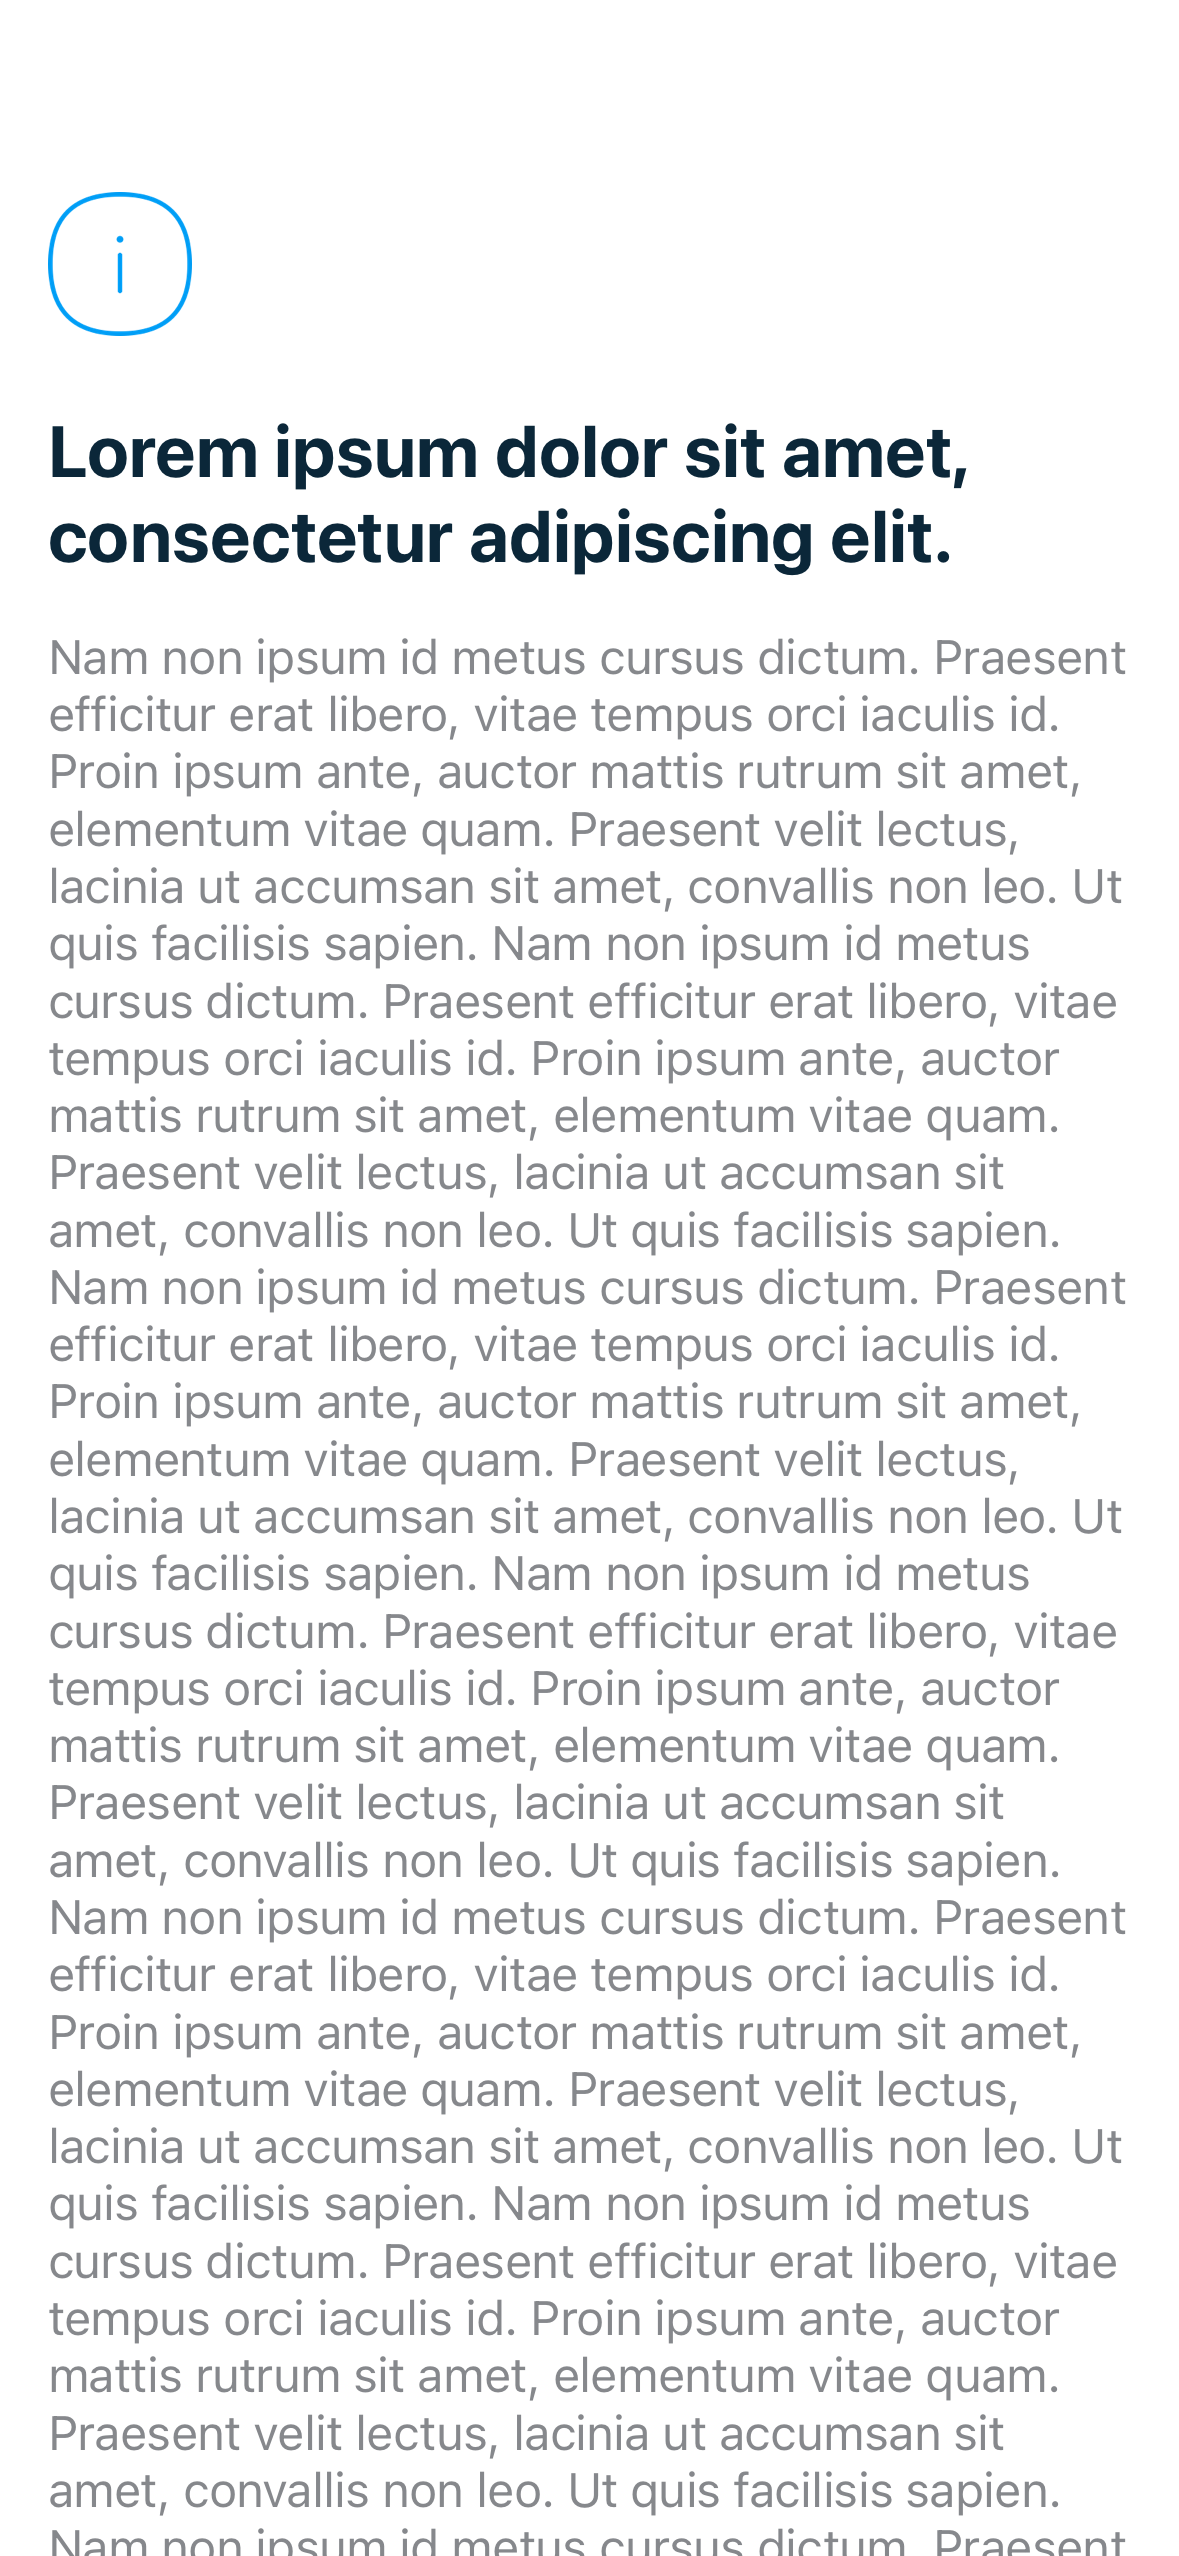 Lorem ipsum dolor sit amet,
consectetur adipiscing elit.
Nam non ipsum id metus cursus dictum. Praesent
efficitur erat libero, vitae tempus orci iaculis id.
Proin ipsum ante, auctor mattis rutrum sit amet,
elementum vitae quam. Praesent velit lectus,
lacinia ut accumsan sit amet, convallis non leo. Ut
quis facilisis sapien. Nam non ipsum id metus
cursus dictum. Praesent efficitur erat libero, vitae
tempus orci iaculis id. Proin ipsum ante, auctor
mattis rutrum sit amet, elementum vitae quam.
Praesent velit lectus, lacinia ut accumsan sit
amet, convallis non leo. Ut quis facilisis sapien.
Nam non ipsum id metus cursus dictum. Praesent
efficitur erat libero, vitae tempus orci iaculis id.
Proin ipsum ante, auctor mattis rutrum sit amet,
elementum vitae quam. Praesent velit lectus,
lacinia ut accumsan sit amet, convallis non leo. Ut
quis facilisis sapien. Nam non ipsum id metus
cursus dictum. Praesent efficitur erat libero, vitae
tempus orci iaculis id. Proin ipsum ante, auctor
mattis rutrum sit amet, elementum vitae quam.
Praesent velit lectus, lacinia ut accumsan sit
amet, convallis non leo. Ut quis facilisis sapien.
Nam non ipsum id metus cursus dictum. Praesent
efficitur erat libero, vitae tempus orci iaculis id.
Proin ipsum ante, auctor mattis rutrum sit amet,
elementum vitae quam. Praesent velit lectus,
lacinia ut accumsan sit amet, convallis non leo. Ut
quis facilisis sapien. Nam non ipsum id metus
cursus dictum. Praesent efficitur erat libero, vitae
tempus orci iaculis id. Proin ipsum ante, auctor
mattis rutrum sit amet, elementum vitae quam.
Praesent velit lectus, lacinia ut accumsan sit
amet, convallis non leo. Ut quis facilisis sapien.
Nam non ipsum id metus cursus dictum. Praesent